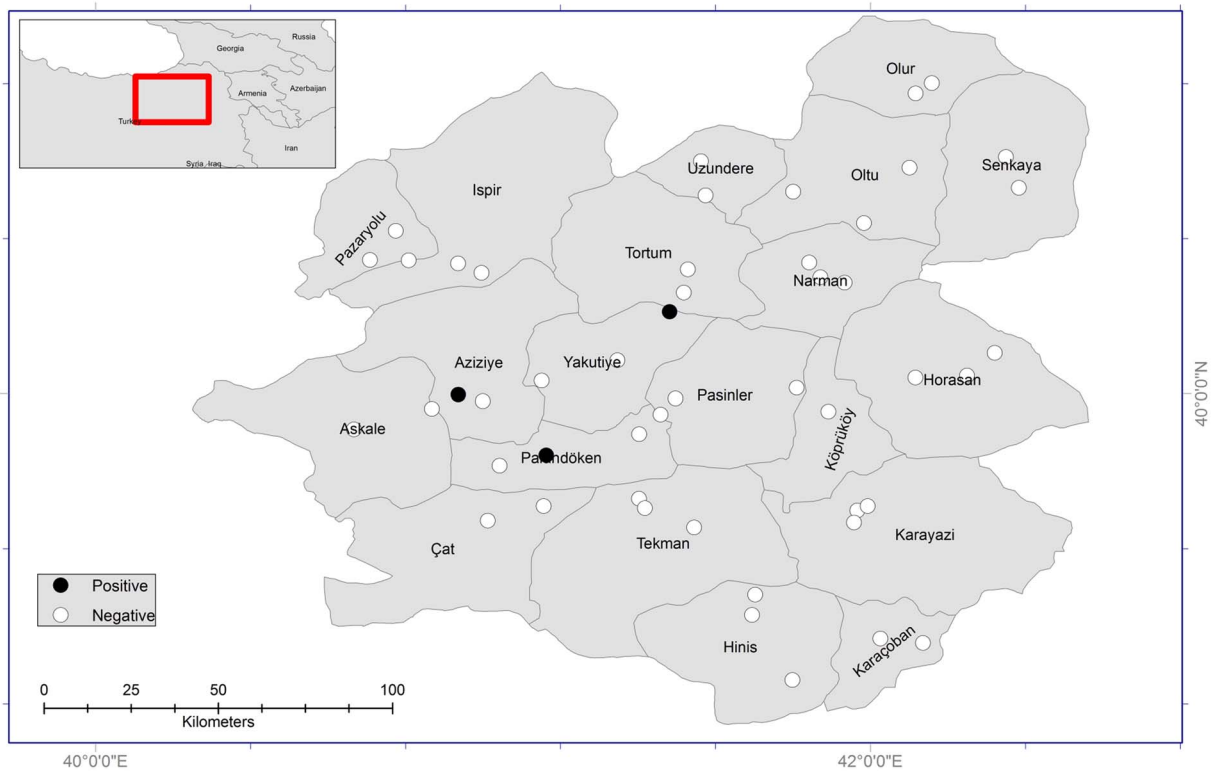 Russia
Georgia
Armenia
Azerbaijan
Turkey
Iran
Syria Iraq
Olur
Uzundere
Oltu
Senkaya
Ispir
Pazaryolu
Tortum
Narman
Aziziye
Yakutiye
Pasinler
Horasan
Köprüköy
Askale
Palandöken
Çat
Tekman
Karayazi
Hinis
Karaçoban
Positive
Negative
0 25 50 100
Kilometers
40°0'0"N
40°0'0"E
42°0'0"E